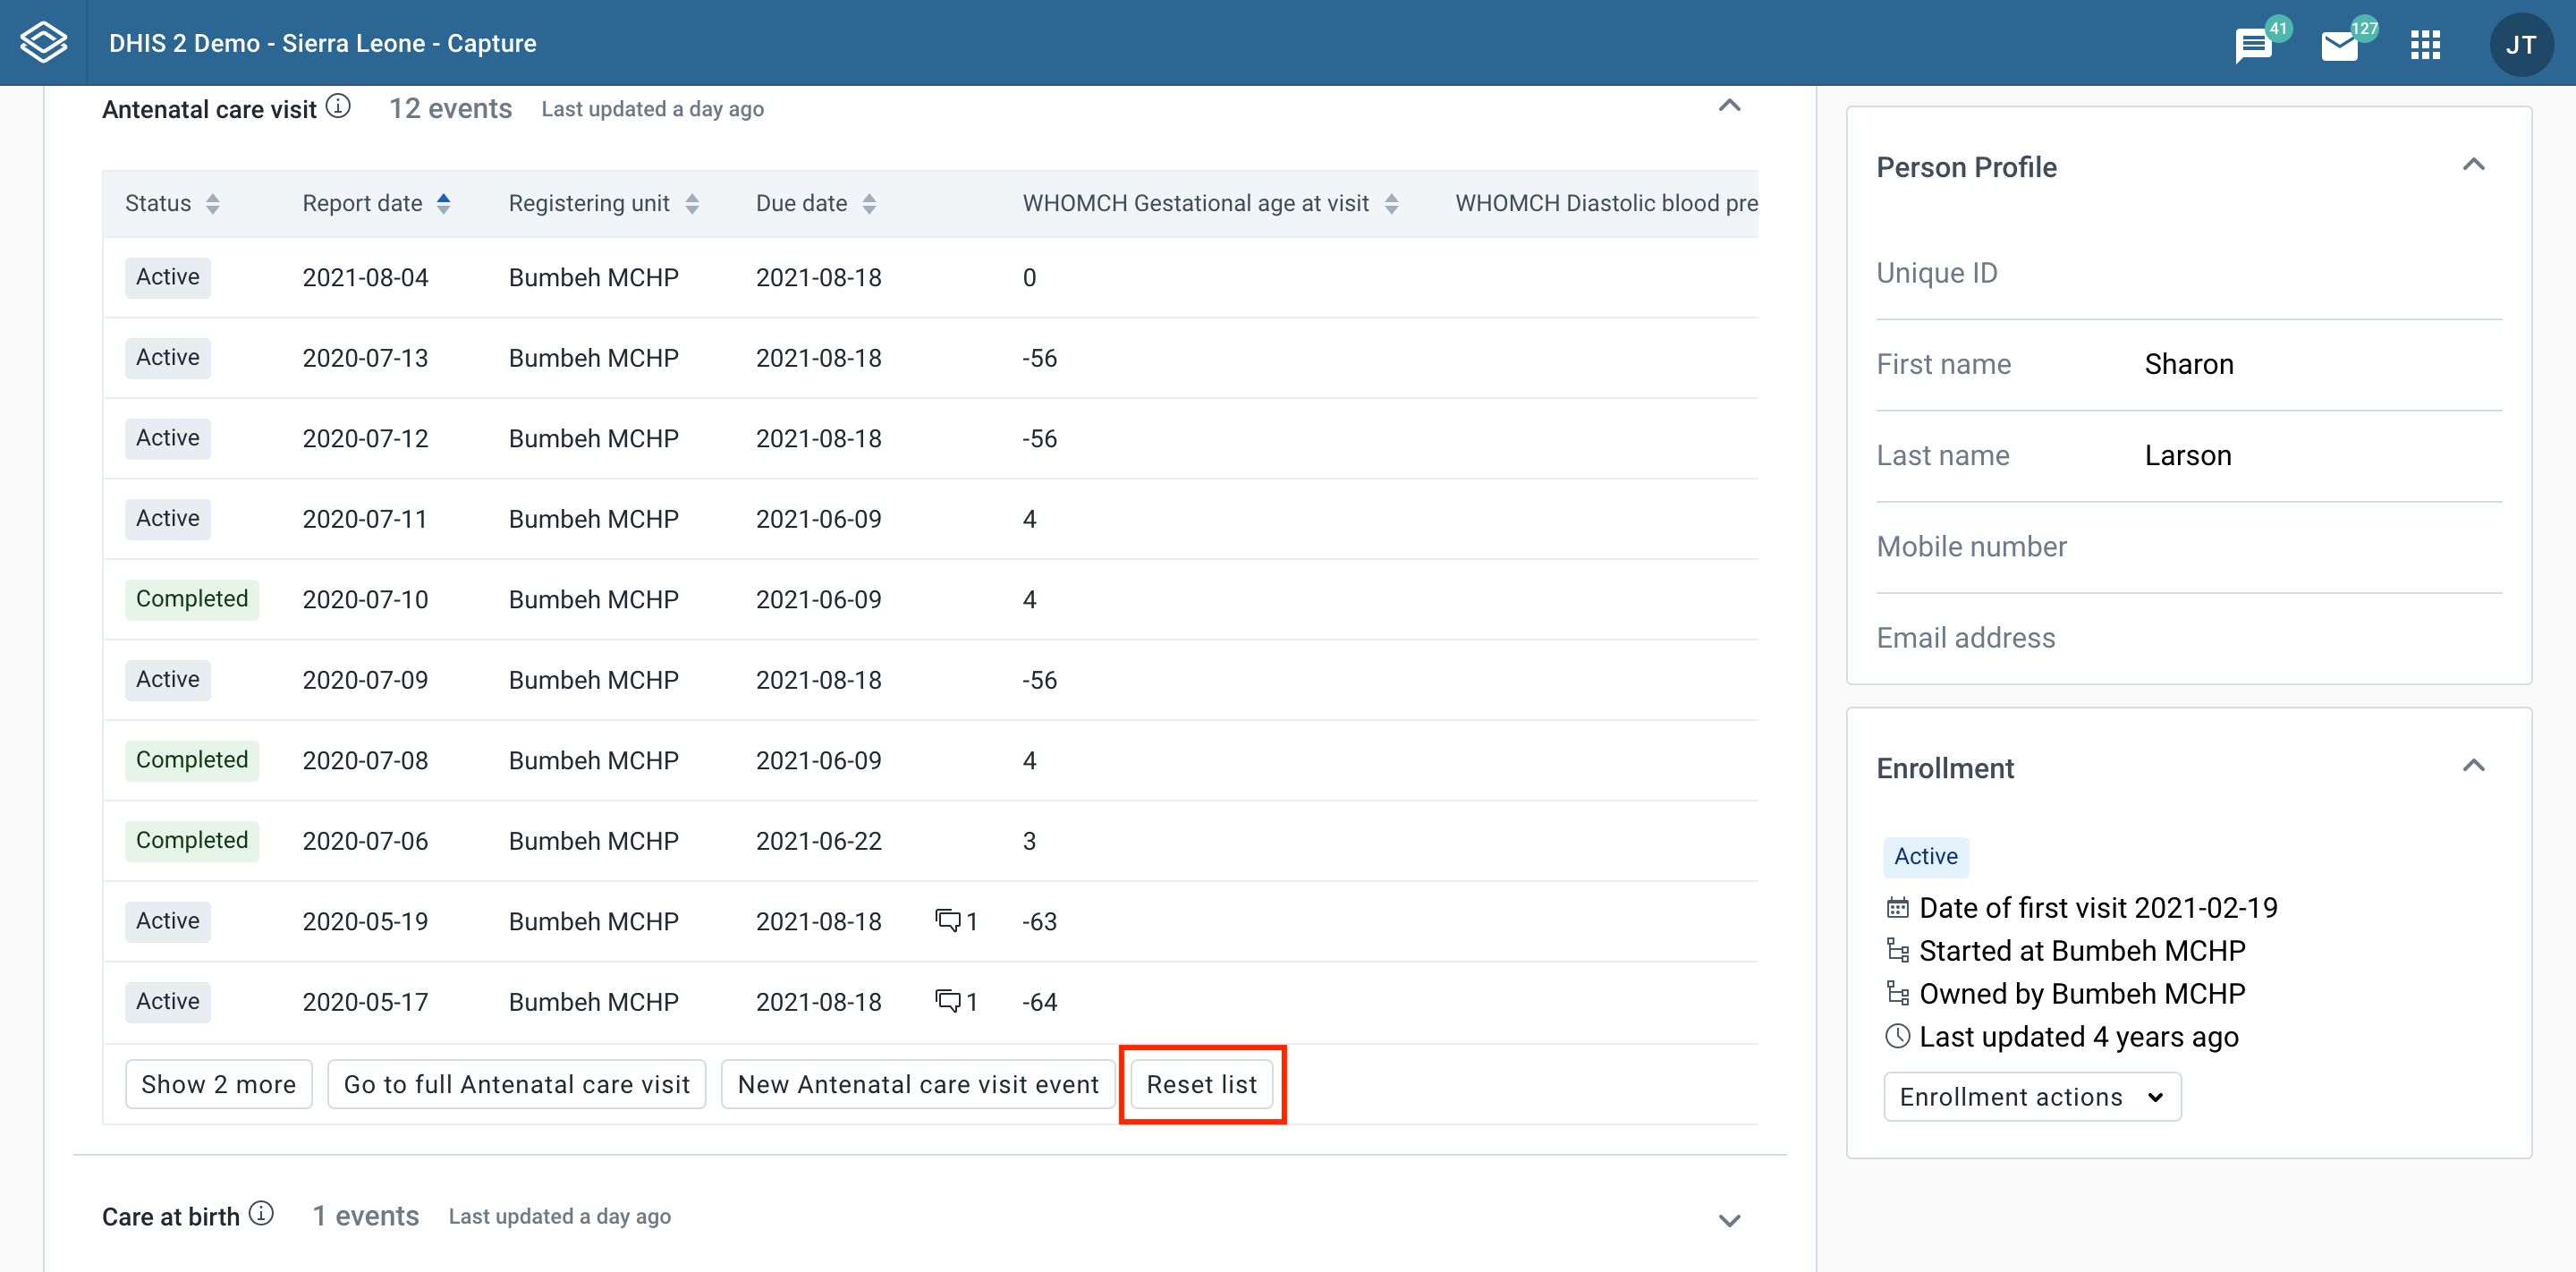 DHIS 2 Demo - Sierra Leone - Capture
41
127
JT
Antenatal care visit 12 events Last updated a day ago
Status Report date Registering unit Due date WHOMCH Gestational age at visit WHOMCH Diastolic blood pre
Active 2021-08-04 Bumbeh MCHP 2021-08-18 0
Active 2020-07-13 Bumbeh MCHP 2021-08-18 -56
Active 2020-07-12 Bumbeh MCHP 2021-08-18 -56
Active 2020-07-11 Bumbeh MCHP 2021-06-09 4
Completed 2020-07-10 Bumbeh MCHP 2021-06-09 4
Active 2020-07-09 Bumbeh MCHP 2021-08-18 -56
Completed 2020-07-08 Bumbeh MCHP 2021-06-09 4
Completed 2020-07-06 Bumbeh MCHP 2021-06-22 3
Active 2020-05-19 Bumbeh MCHP 2021-08-18 1 -63
Active 2020-05-17 Bumbeh MCHP 2021-08-18 1 -64
Show 2 more Go to full Antenatal care visit New Antenatal care visit event Reset list
Care at birth 1 events Last updated a day ago
Person Profile
Unique ID
First name Sharon
Last name Larson
Mobile number
Email address
Enrollment
Active
Date of first visit 2021-02-19
Started at Bumbeh MCHP
Owned by Bumbeh MCHP
Last updated 4 years ago
Enrollment actions